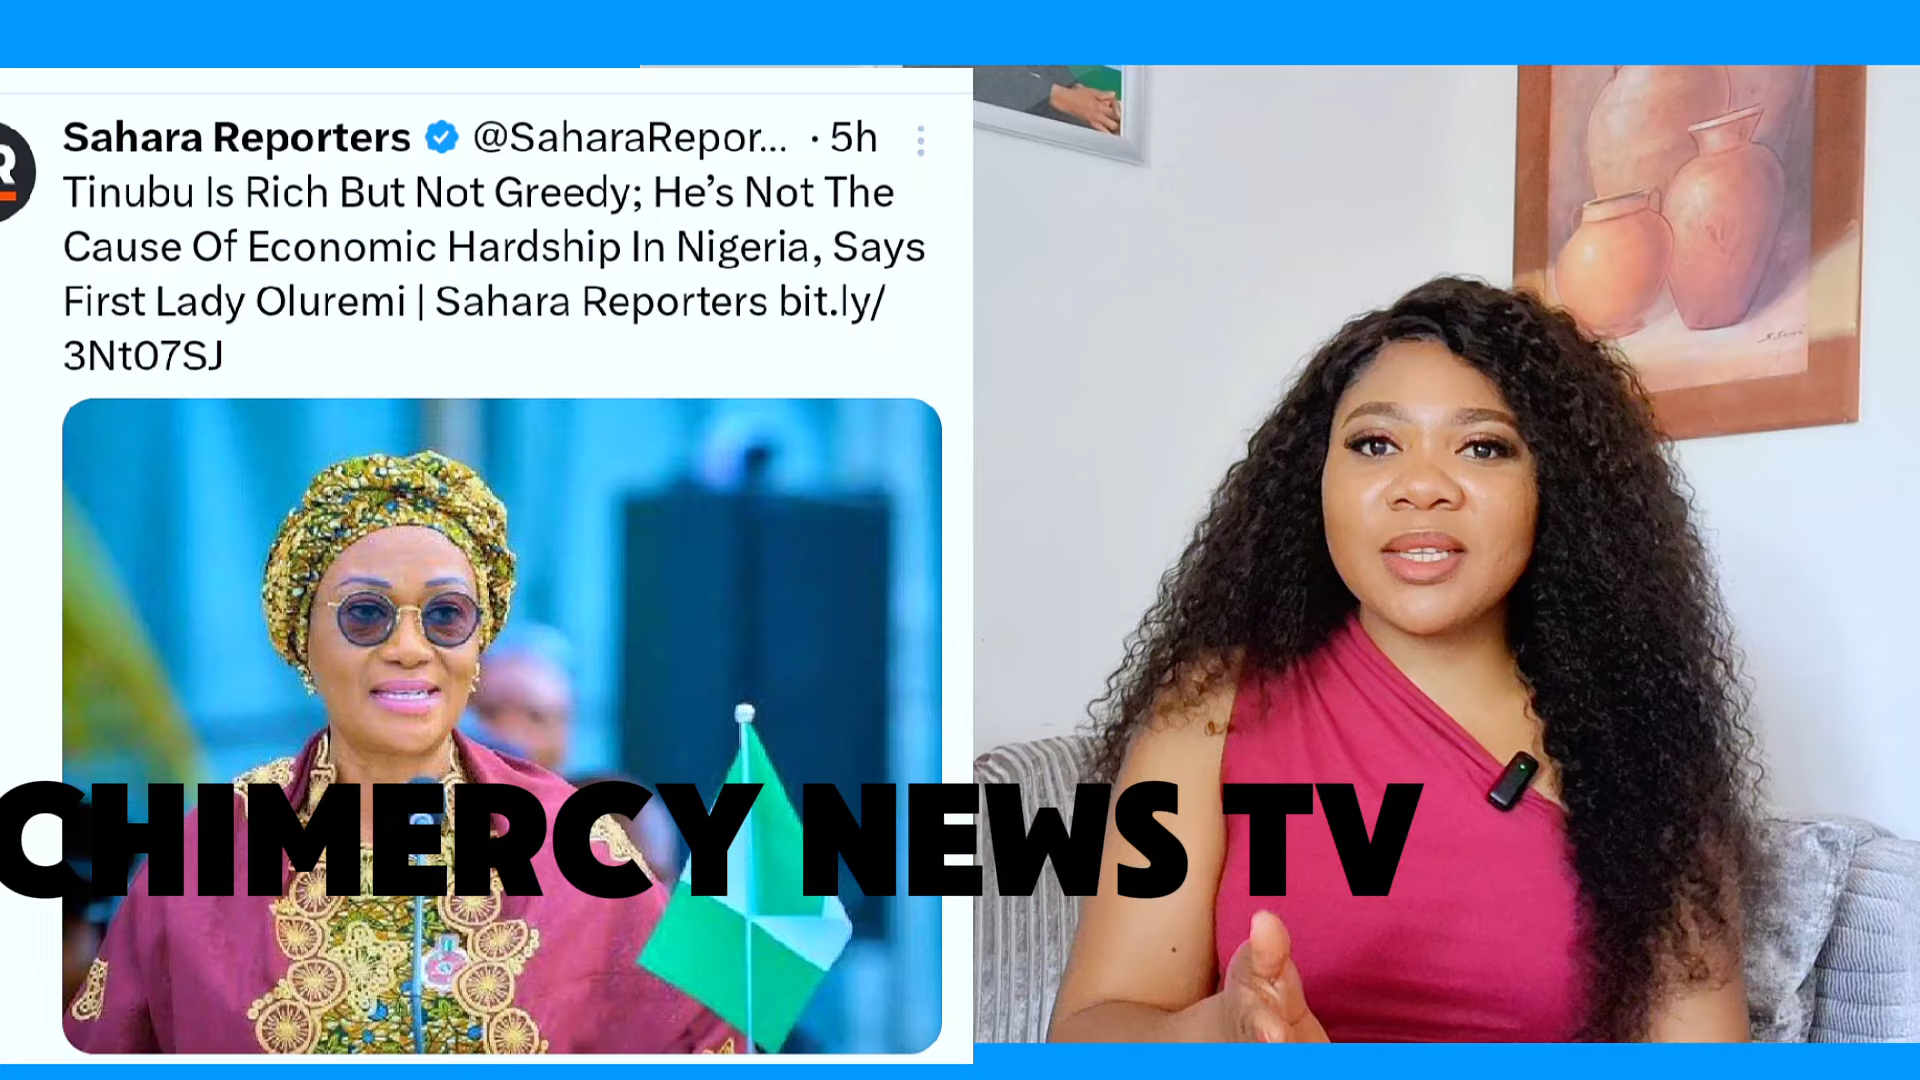 Sahara Reporters @SaharaRepor... · 5h
Tinubu Is Rich But Not Greedy; He’s Not The
Cause Of Economic Hardship In Nigeria, Says
First Lady Oluremi | Sahara Reporters bit.ly/
3Nt07SJ
R
CHIMERCY NEWS TV